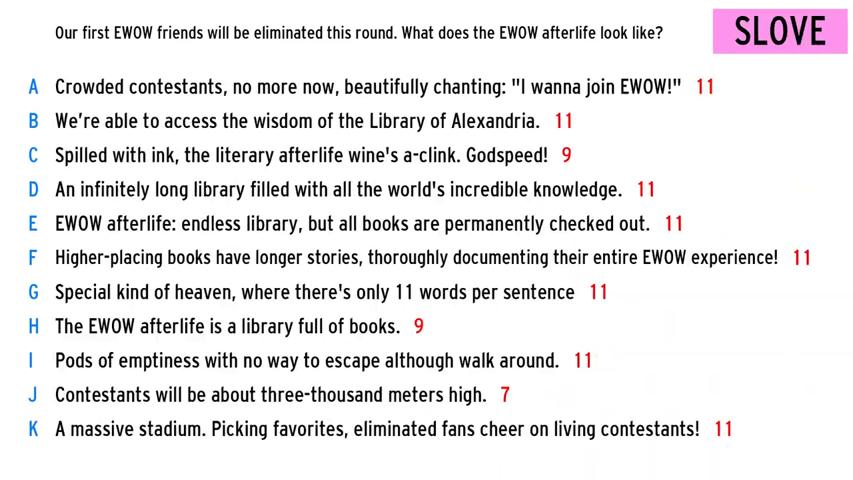 Our first EWOW friends will be eliminated this round. What does the EWOW afterlife look like?
SLOVE
A Crowded contestants, no more now, beautifully chanting: "I wanna join EWOW!" 11
B We're able to access the wisdom of the Library of Alexandria. 11
C Spilled with ink, the literary afterlife wine's a-clink. Godspeed! 9
D An infinitely long library filled with all the world's incredible knowledge. 11
E EWOW afterlife: endless library, but all books are permanently checked out. 11
F Higher-placing books have longer stories, thoroughly documenting their entire EWOW experience! 11
G Special kind of heaven, where there's only 11 words per sentence 11
H The EWOW afterlife is a library full of books. 9
I Pods of emptiness with no way to escape although walk around. 11
J Contestants will be about three-thousand meters high. 7
K A massive stadium. Picking favorites, eliminated fans cheer on living contestants! 11